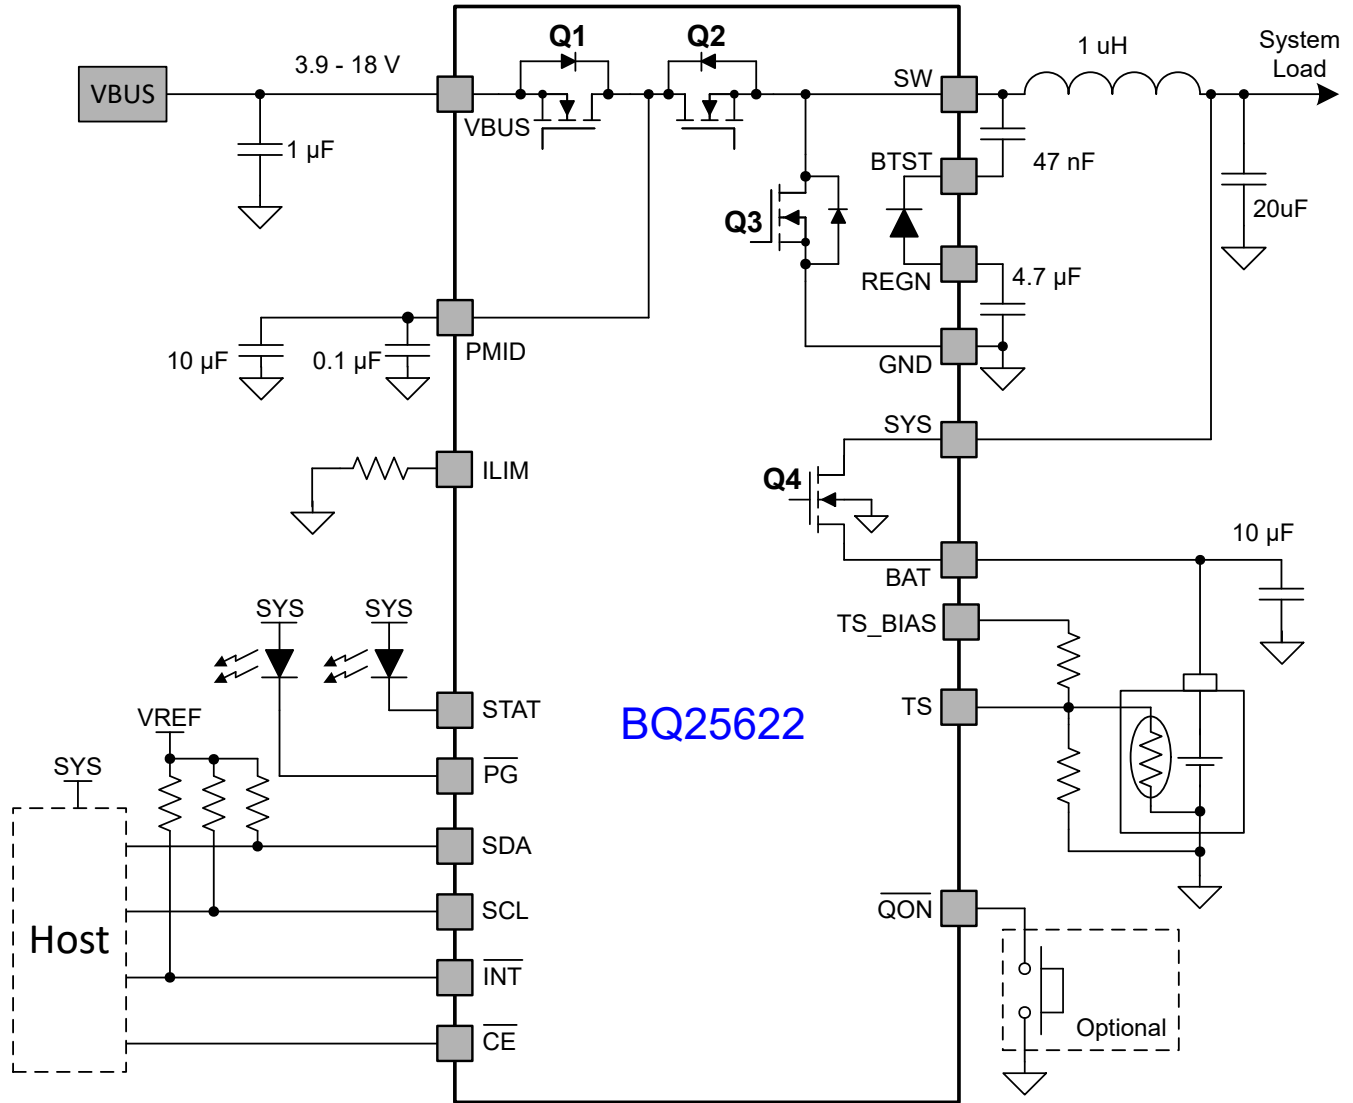 Q1
Q2
1 uH
System
Load
3.9 - 18 V
VBUS
SW
VBUS
1 µF
BTST
47 nF
20uF
Q3
REGN
4.7 µF
PMID
10 µF
0.1 µF
GND
SYS
ILIM
Q4
10 µF
BAT
SYS
SYS
TS_BIAS
STAT
TS
BQ25622
VREF
SYS
PG
SDA
SCL
QON
Host
INT
Optional
CE